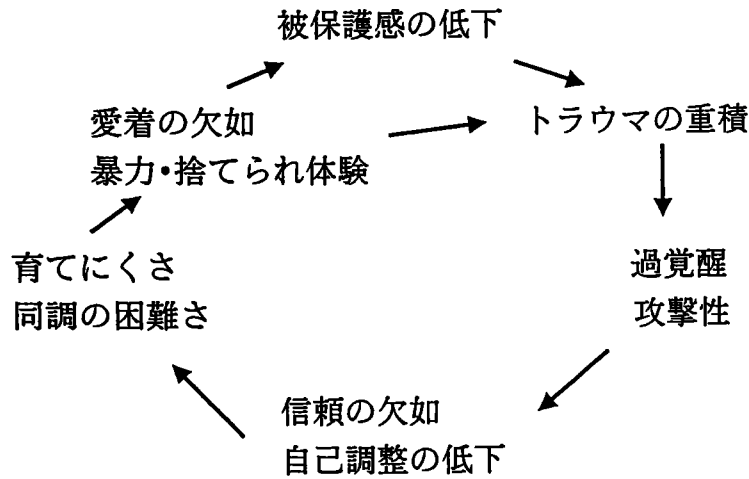 被保護感の低下
愛着の欠如
暴力・捨てられ体験
トラウマの重積
育てにくさ
同調の困難さ
過覚醒
攻撃性
信頼の欠如
自己調整の低下